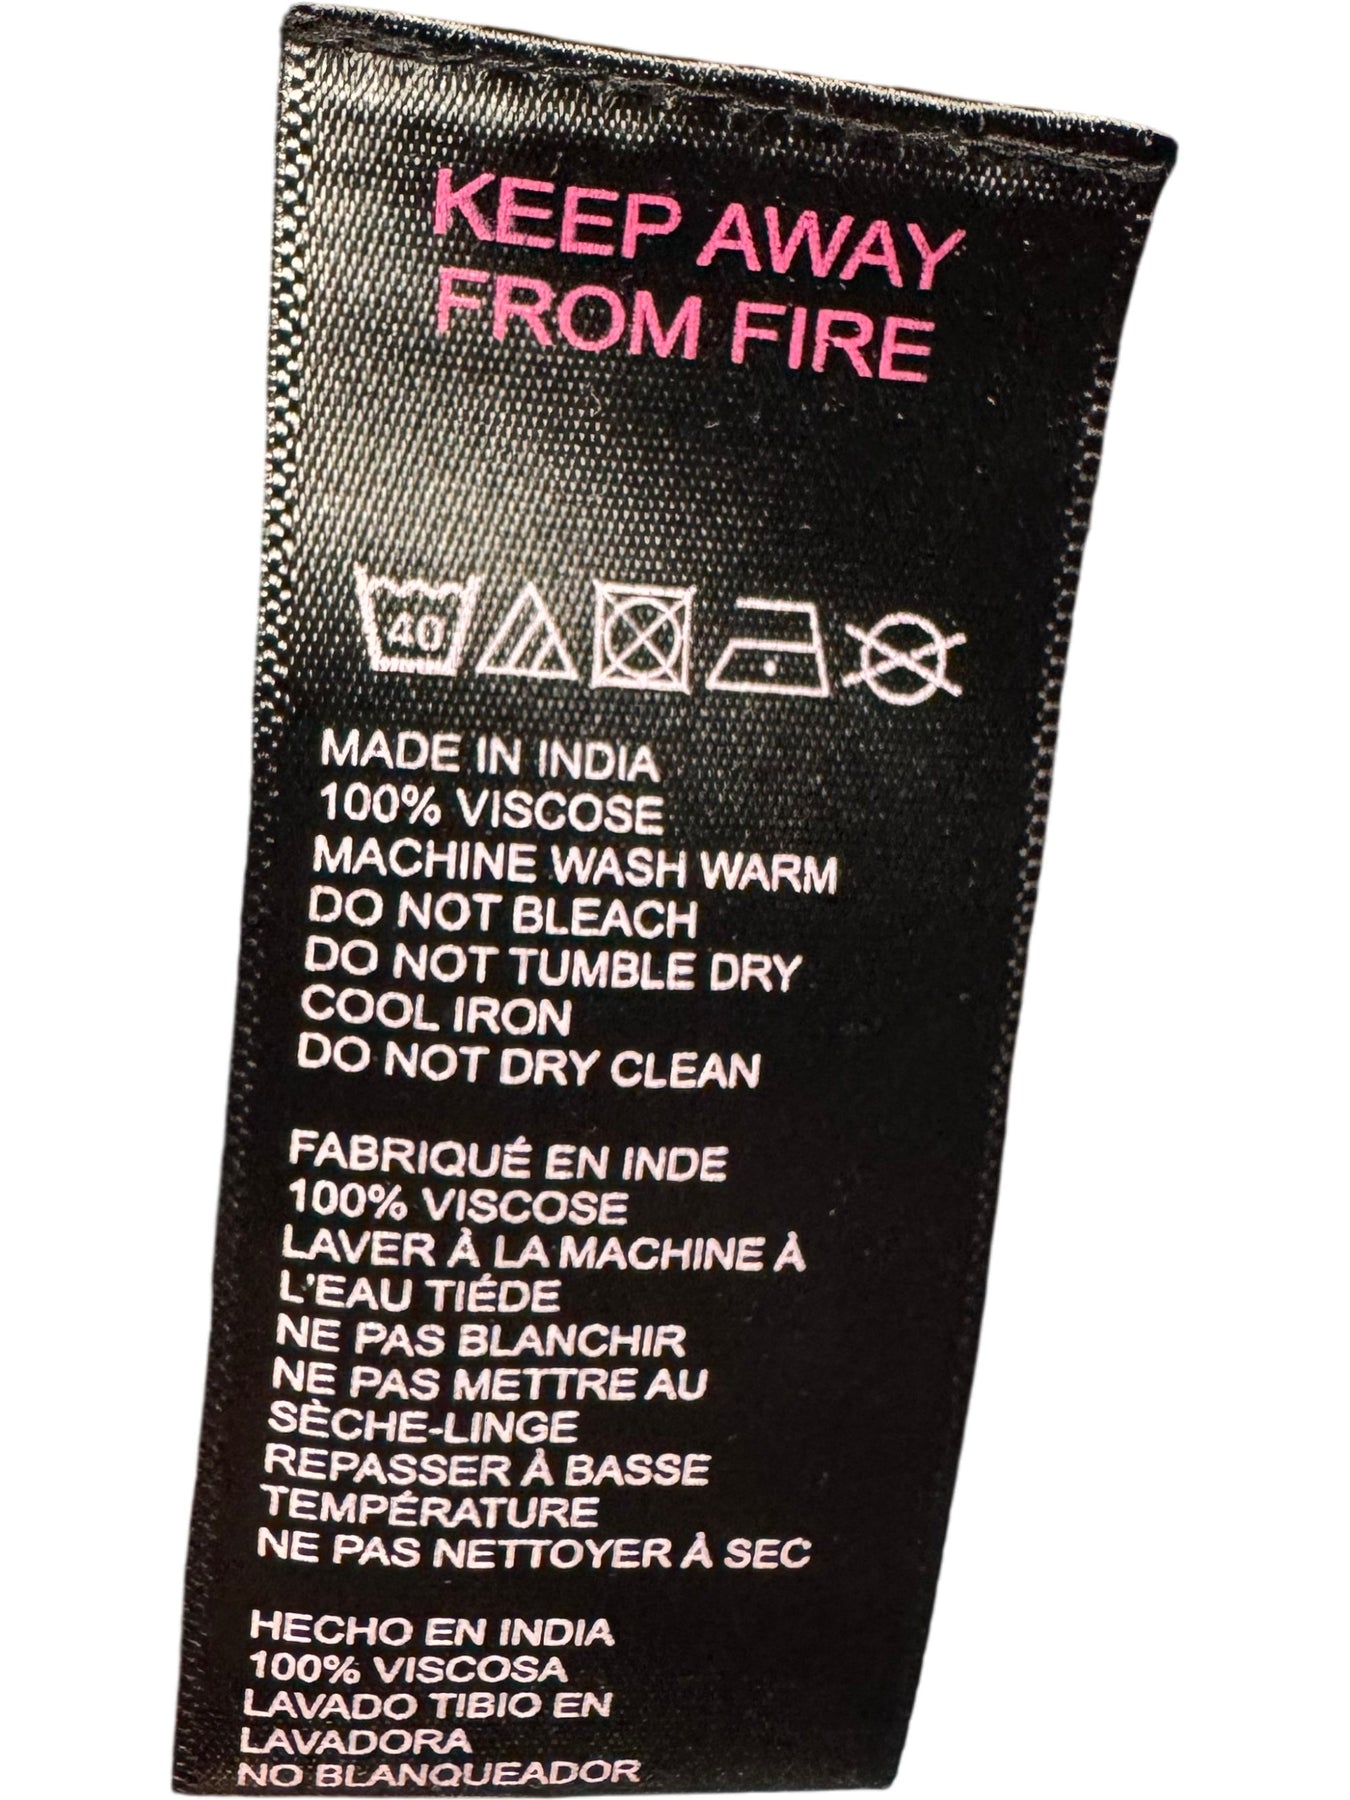 KEEP AWAY
FROM FIRE
40
MADE IN INDIA
100% VISCOSE
MACHINE WASH WARM
DO NOT BLEACH
DO NOT TUMBLE DRY
COOL IRON
DO NOT DRY CLEAN
FABRIQUÉ EN INDE
100% VISCOSE
LAVER À LA MACHINE À
L'EAU TIÉDE
NE PAS BLANCHIR
NE PAS METTRE AU
SÈCHE-LINGE
REPASSER À BASSE
TEMPÉRATURE
NE PAS NETTOYER À SEC
HECHO EN INDIA
100% VISCOSA
LAVADO TIBIO EN
LAVADORA
NO BLANQUEADOR